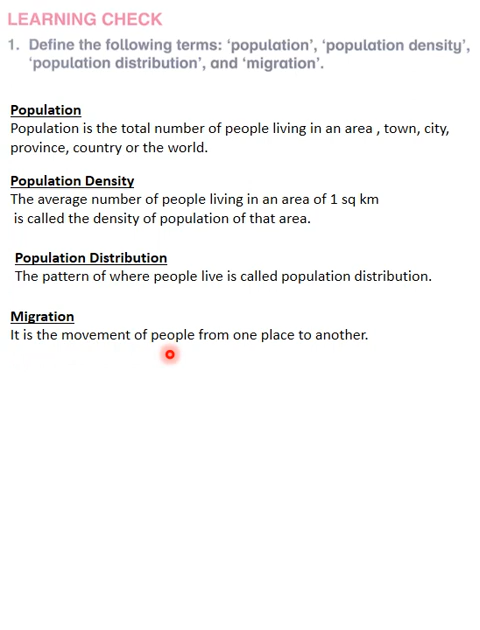 LEARNING CHECK
1. Define the following terms: ‘population’, ‘population density’,
‘population distribution’, and ‘migration’.
Population
Population is the total number of people living in an area , town, city,
province, country or the world.
Population Density
The average number of people living in an area of 1 sq km
is called the density of population of that area.
Population Distribution
The pattern of where people live is called population distribution.
Migration
It is the movement of people from one place to another.